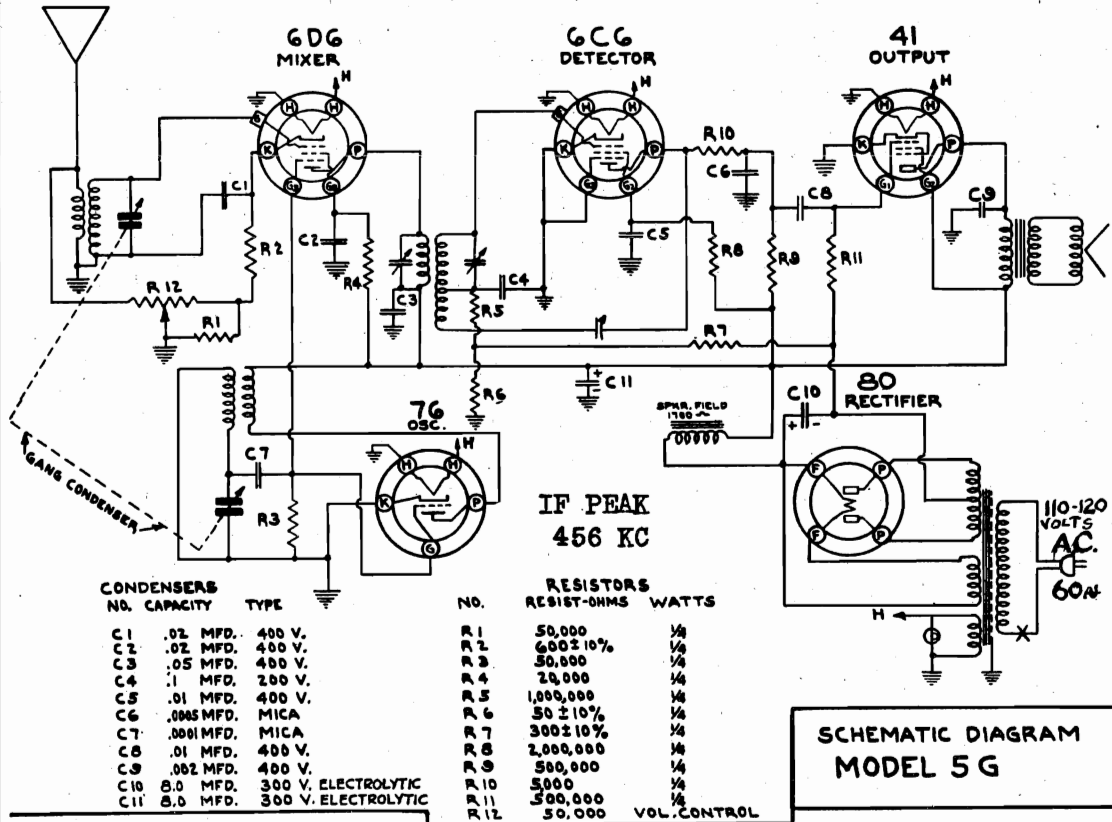 6D6
MIXER
6C6
DETECTOR
41
OUTPUT
H
H
H H
H H
H H
G
K
P
G3
G2
G
K
P
G3
G2
K
P
G1
G2
C1
R2
C2
R4
C3
R12
R1
R5
C4
C5
R10
C6
R8
C8
R9
R11
C9
R7
R6
C11
+
-
76
OSC.
H
H H
K
P
G
C7
R3
GANG CONDENSER
SPKR. FIELD
1700 ~
C10
+ -
80
RECTIFIER
F
P
F
P
IF PEAK
456 KC
110-120
VOLTS
A.C.
60~
H
X
CONDENSERS
NO. CAPACITY TYPE
C1 .02 MFD. 400 V.
C2 .02 MFD. 400 V.
C3 .05 MFD. 400 V.
C4 .1 MFD. 200 V.
C5 .01 MFD. 400 V.
C6 .0005 MFD. MICA
C7 .0001 MFD. MICA
C8 .01 MFD. 400 V.
C9 .002 MFD. 400 V.
C10 8.0 MFD. 300 V. ELECTROLYTIC
C11 8.0 MFD. 300 V. ELECTROLYTIC
RESISTORS
NO. RESIST-OHMS WATTS
R1 50,000 1/4
R2 600±10% 1/4
R3 50,000 1/4
R4 20,000 1/4
R5 1,000,000 1/4
R6 50±10% 1/4
R7 300±10% 1/4
R8 2,000,000 1/4
R9 500,000 1/4
R10 5,000 1/4
R11 500,000 1/4
R12 50,000 VOL. CONTROL
SCHEMATIC DIAGRAM
MODEL 5G